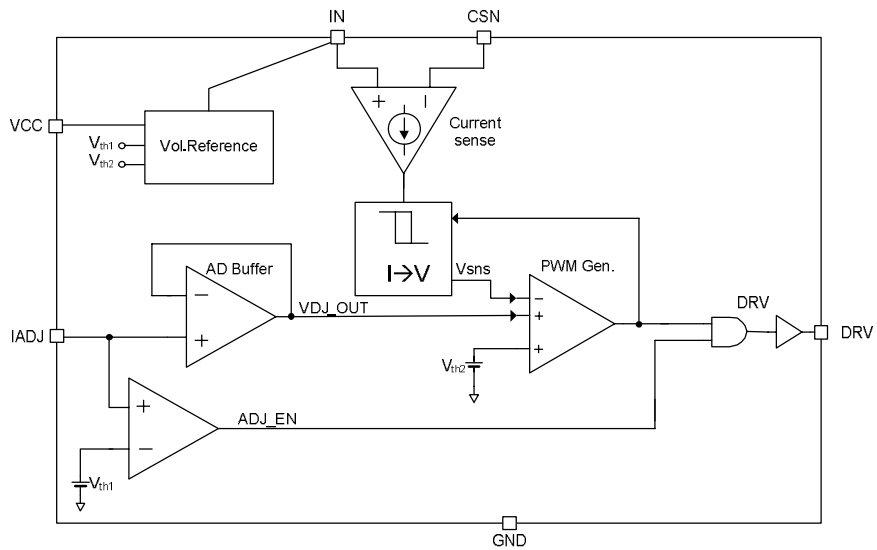 IN
CSN
VCC
Vth1
Vth2
Vol.Reference
+
−
Current
sense
I→V
Vsns
AD Buffer
−
+
VDJ_OUT
PWM Gen.
−
+
+
Vth2
IADJ
DRV
DRV
+
−
ADJ_EN
Vth1
GND